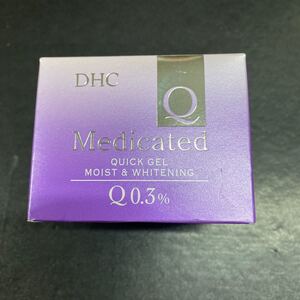 DHC
Q
Medicated
QUICK GEL
MOIST & WHITENING
Q 0.3%